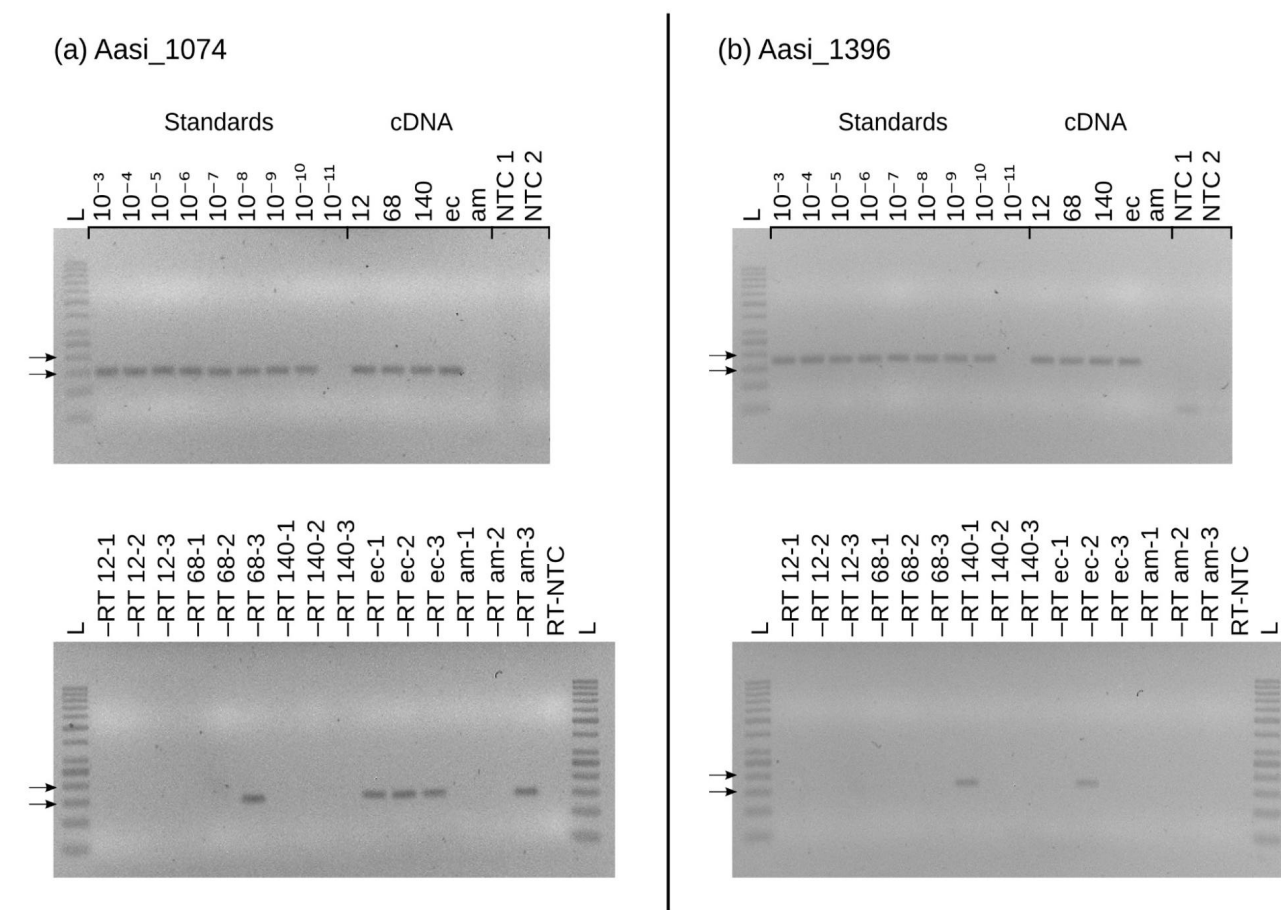 (a) Aasi_1074
Standards cDNA
L 10⁻³ 10⁻⁴ 10⁻⁵ 10⁻⁶ 10⁻⁷ 10⁻⁸ 10⁻⁹ 10⁻¹⁰ 10⁻¹¹ 12 68 140 ec am NTC 1 NTC 2
L –RT 12-1 –RT 12-2 –RT 12-3 –RT 68-1 –RT 68-2 –RT 68-3 –RT 140-1 –RT 140-2 –RT 140-3 –RT ec-1 –RT ec-2 –RT ec-3 –RT am-1 –RT am-2 –RT am-3 RT-NTC L
(b) Aasi_1396
Standards cDNA
L 10⁻³ 10⁻⁴ 10⁻⁵ 10⁻⁶ 10⁻⁷ 10⁻⁸ 10⁻⁹ 10⁻¹⁰ 10⁻¹¹ 12 68 140 ec am NTC 1 NTC 2
L –RT 12-1 –RT 12-2 –RT 12-3 –RT 68-1 –RT 68-2 –RT 68-3 –RT 140-1 –RT 140-2 –RT 140-3 –RT ec-1 –RT ec-2 –RT ec-3 –RT am-1 –RT am-2 –RT am-3 RT-NTC L